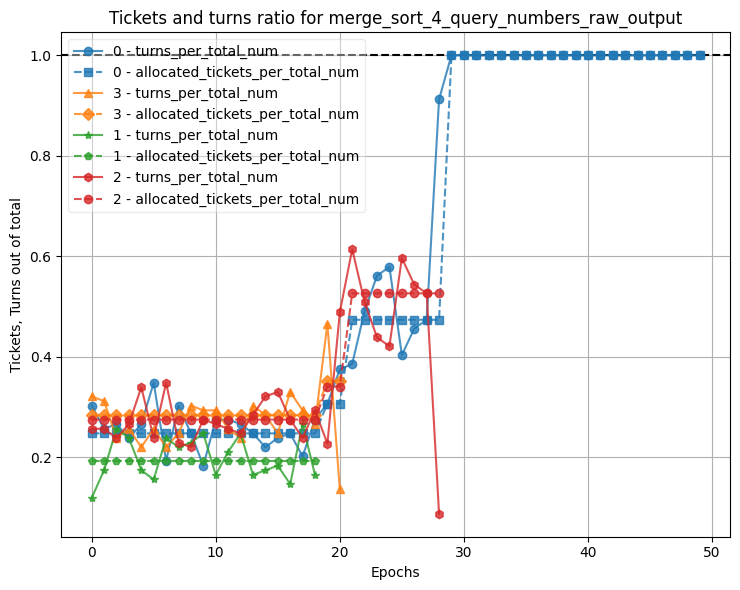 Tickets and turns ratio for merge_sort_4_query_numbers_raw_output
Tickets, Turns out of total
1.0
0.8
0.6
0.4
0.2
0 - turns_per_total_num
0 - allocated_tickets_per_total_num
3 - turns_per_total_num
3 - allocated_tickets_per_total_num
1 - turns_per_total_num
1 - allocated_tickets_per_total_num
2 - turns_per_total_num
2 - allocated_tickets_per_total_num
0 10 20 30 40 50
Epochs